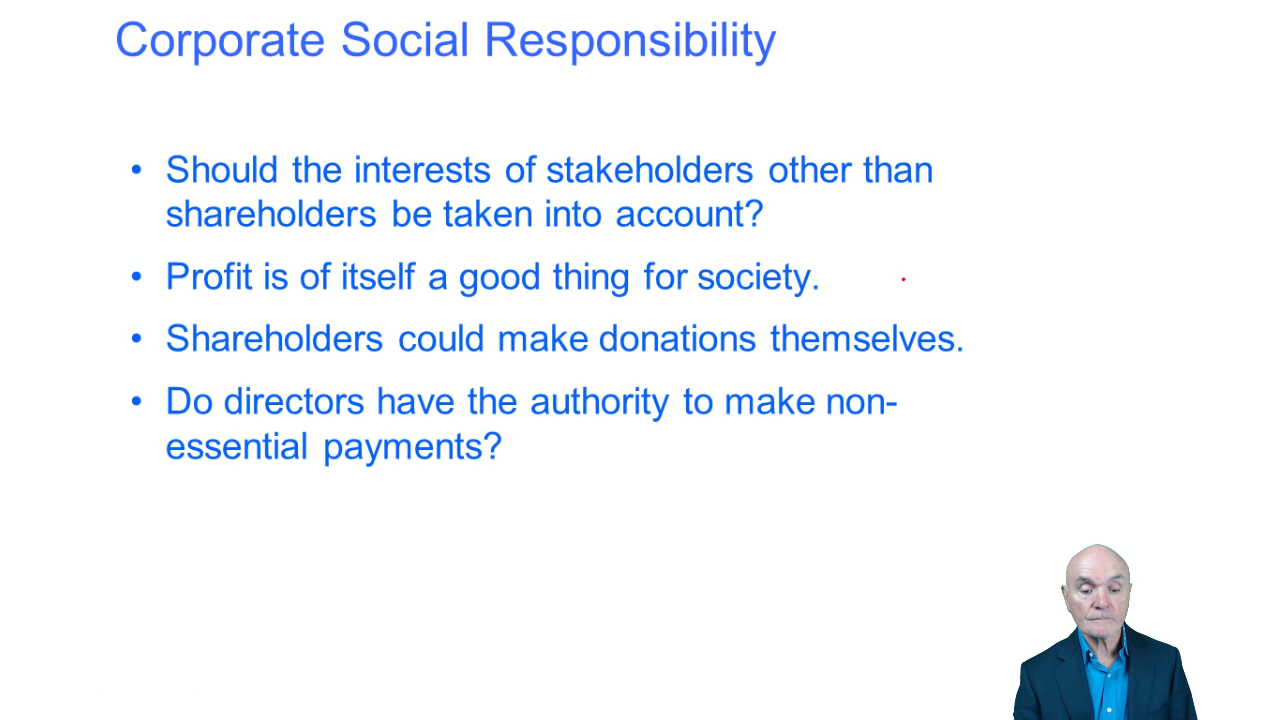 Corporate Social Responsibility
• Should the interests of stakeholders other than
shareholders be taken into account?
• Profit is of itself a good thing for society.
• Shareholders could make donations themselves.
• Do directors have the authority to make non-
essential payments?